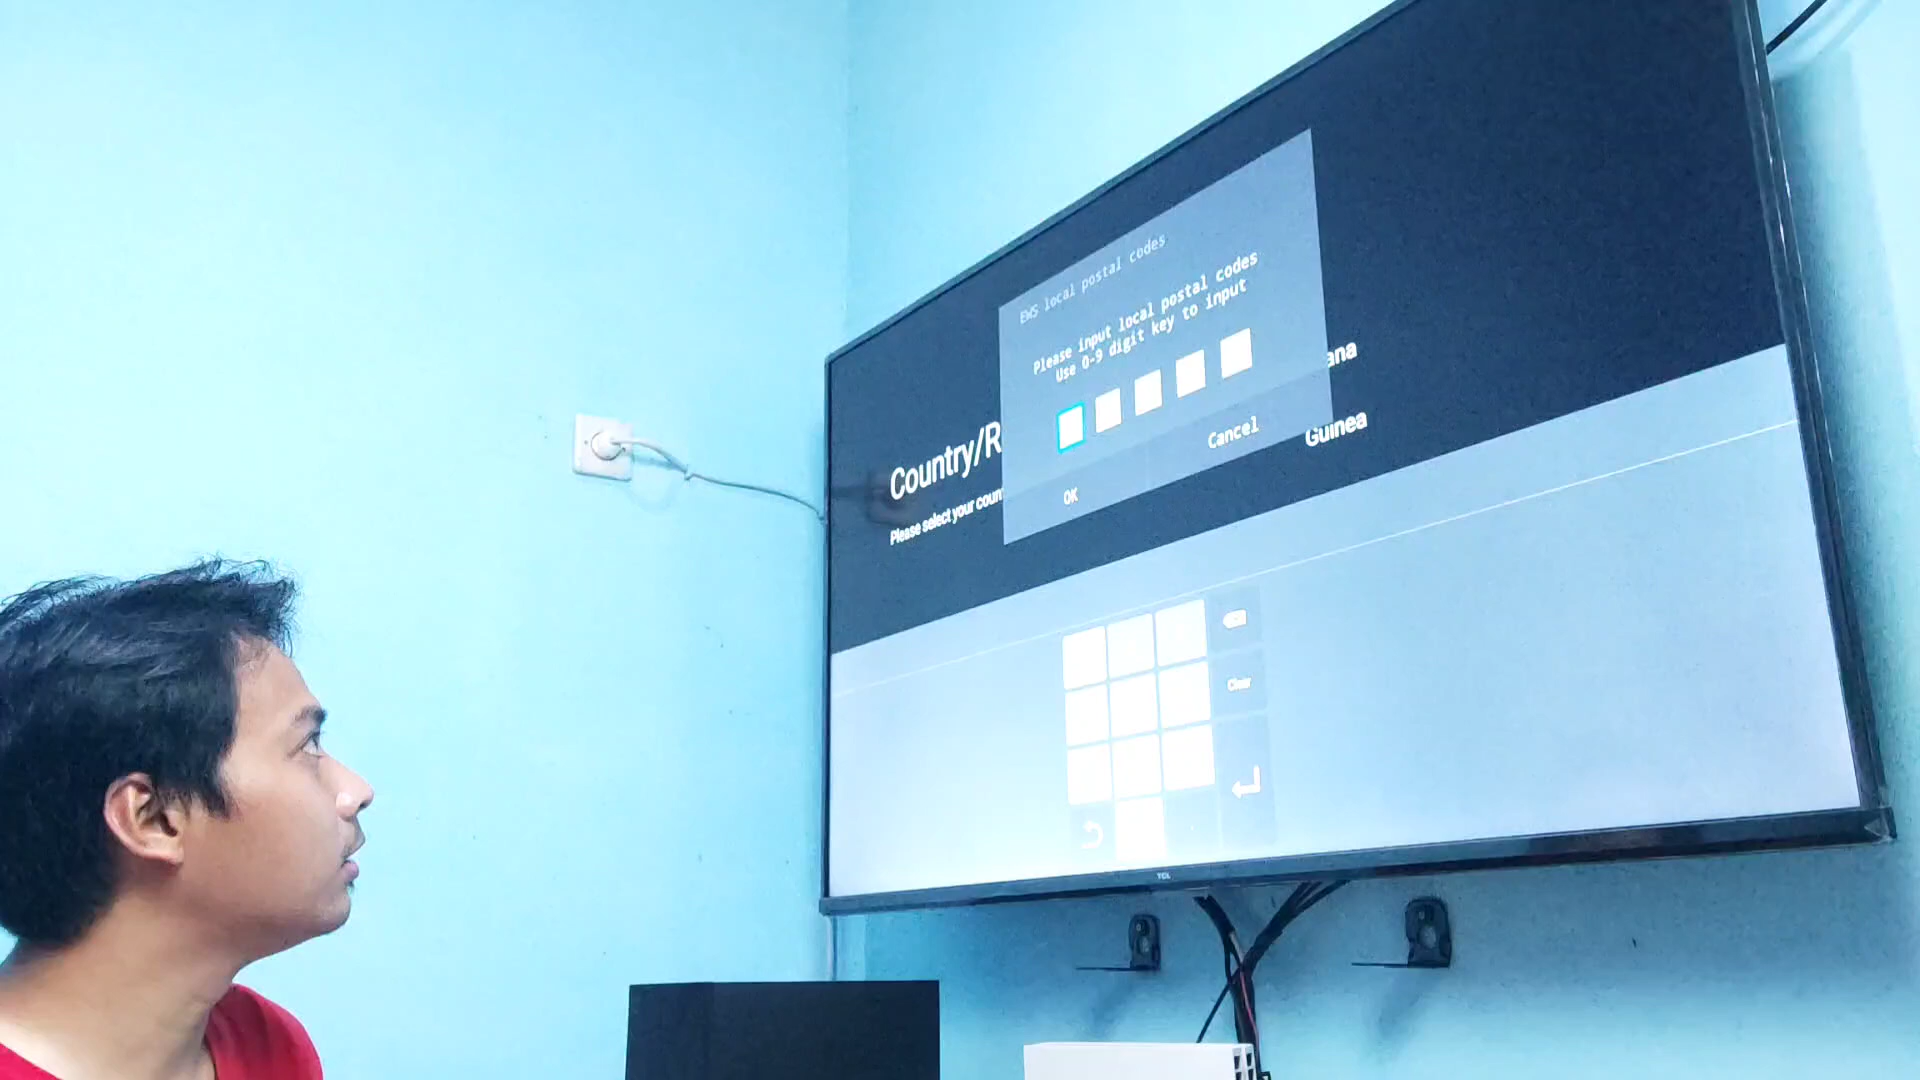 EWS local postal codes
Please input local postal codes
Use 0-9 digit key to input
Cancel
OK
Country/R
Please select your coun
ana
Guinea
Clear
TCL